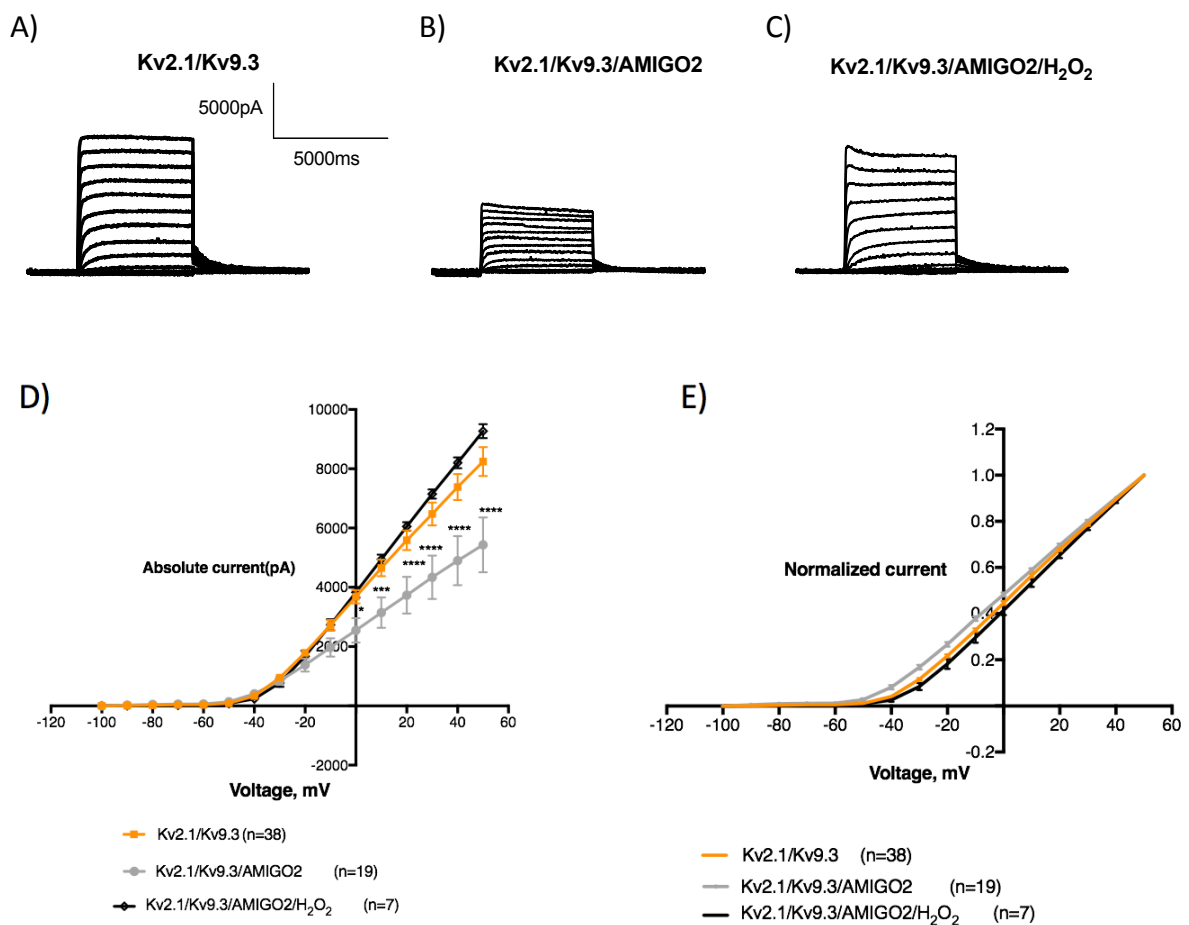 A)
B)
C)
Kv2.1/Kv9.3
Kv2.1/Kv9.3/AMIGO2
Kv2.1/Kv9.3/AMIGO2/H₂O₂
5000pA
5000ms
D)
E)
10000
8000
6000
4000
2000
-2000
Absolute current(pA)
*
***
****
****
****
****
-120 -100 -80 -60 -40 -20 20 40 60
Voltage, mV
Kv2.1/Kv9.3 (n=38)
Kv2.1/Kv9.3/AMIGO2 (n=19)
Kv2.1/Kv9.3/AMIGO2/H₂O₂ (n=7)
1.2
1.0
0.8
0.6
0.4
0.2
-0.2
Normalized current
-120 -100 -80 -60 -40 -20 20 40 60
Voltage, mV
Kv2.1/Kv9.3 (n=38)
Kv2.1/Kv9.3/AMIGO2 (n=19)
Kv2.1/Kv9.3/AMIGO2/H₂O₂ (n=7)